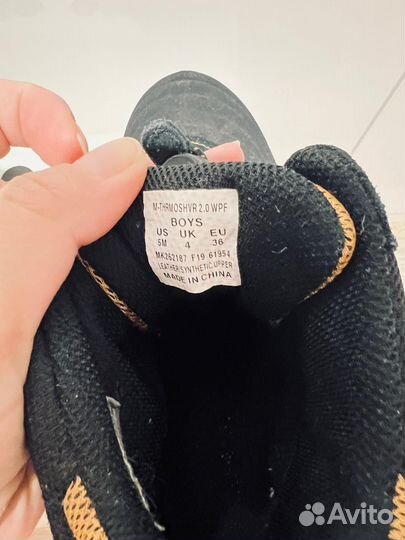 M-THRMOSHVR 2.0 WPF
BOYS
US UK EU
5M 4 36
MK262187 F19 61954
LEATHER/SYNTHETIC UPPER
MADE IN CHINA
Avito